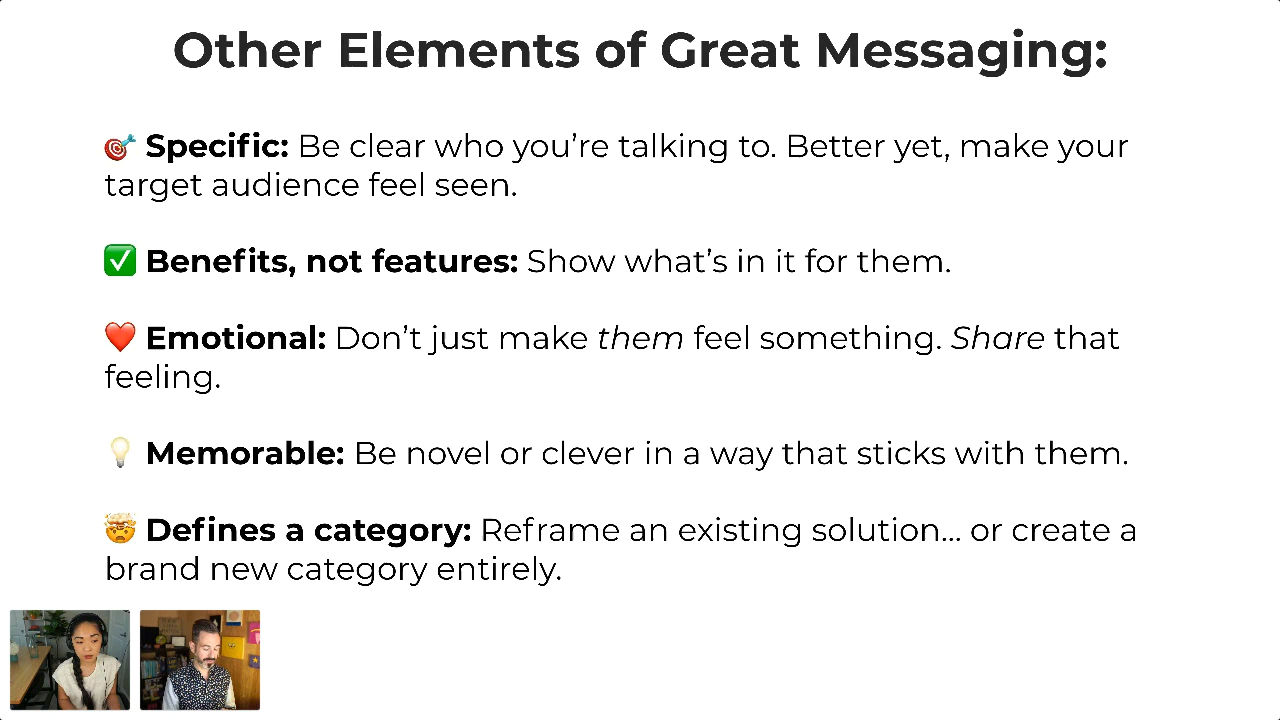 Other Elements of Great Messaging:
🎯 Specific: Be clear who you’re talking to. Better yet, make your
target audience feel seen.
✅ Benefits, not features: Show what’s in it for them.
❤️ Emotional: Don’t just make them feel something. Share that
feeling.
💡 Memorable: Be novel or clever in a way that sticks with them.
🤯 Defines a category: Reframe an existing solution... or create a
brand new category entirely.